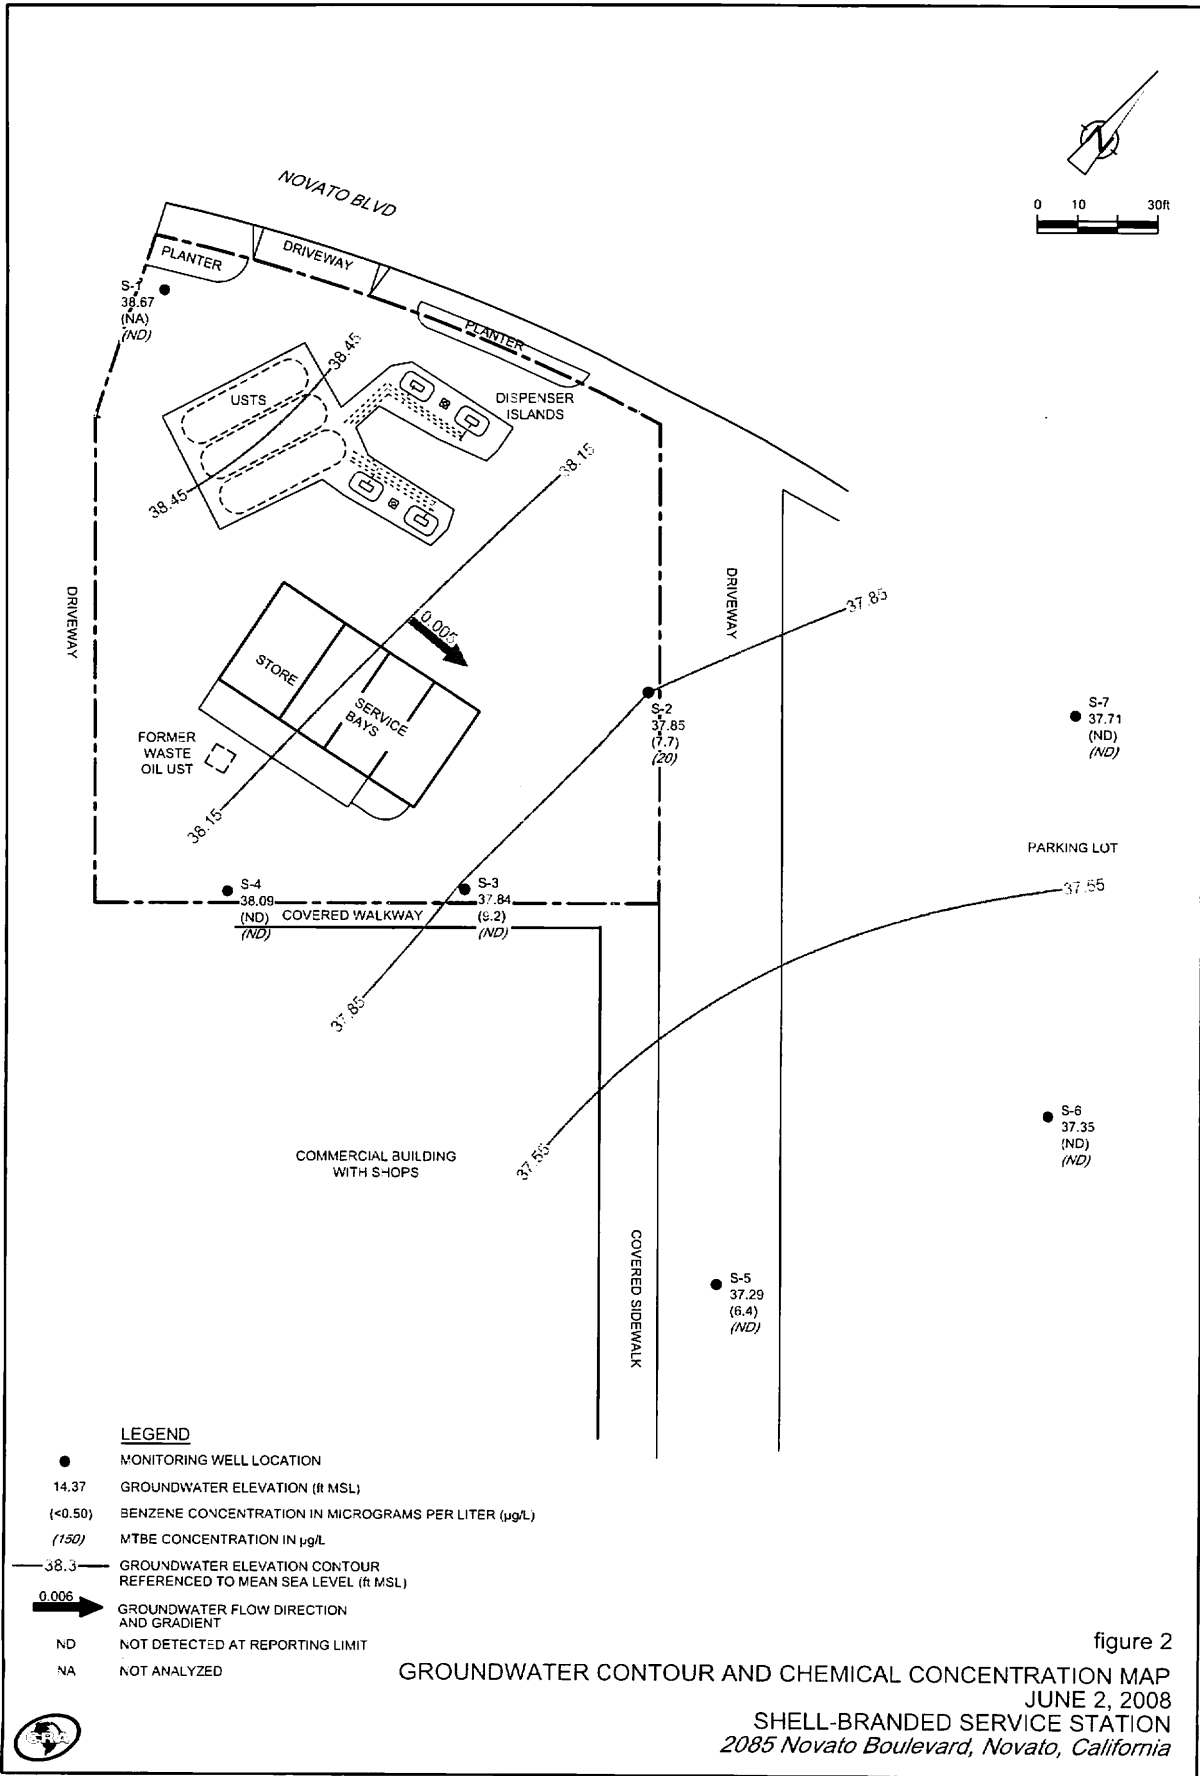 NOVATO BLVD
N
0 10 30ft
PLANTER
DRIVEWAY
PLANTER
S-1
38.67
(NA)
(ND)
38.45
USTS
DISPENSER
ISLANDS
38.45
38.15
DRIVEWAY
DRIVEWAY
0.005
37.85
STORE
SERVICE
BAYS
FORMER
WASTE
OIL UST
S-2
37.85
(7.7)
(20)
S-7
37.71
(ND)
(ND)
38.15
PARKING LOT
S-4
38.09
(ND)
(ND)
COVERED WALKWAY
S-3
37.84
(9.2)
(ND)
37.55
37.85
S-6
37.35
(ND)
(ND)
COMMERCIAL BUILDING
WITH SHOPS
37.55
COVERED SIDEWALK
S-5
37.29
(6.4)
(ND)
LEGEND
MONITORING WELL LOCATION
14.37 GROUNDWATER ELEVATION (ft MSL)
(<0.50) BENZENE CONCENTRATION IN MICROGRAMS PER LITER (µg/L)
(150) MTBE CONCENTRATION IN µg/L
38.3 GROUNDWATER ELEVATION CONTOUR
REFERENCED TO MEAN SEA LEVEL (ft MSL)
0.006 GROUNDWATER FLOW DIRECTION
AND GRADIENT
ND NOT DETECTED AT REPORTING LIMIT
NA NOT ANALYZED
figure 2
GROUNDWATER CONTOUR AND CHEMICAL CONCENTRATION MAP
JUNE 2, 2008
SHELL-BRANDED SERVICE STATION
2085 Novato Boulevard, Novato, California
CRA